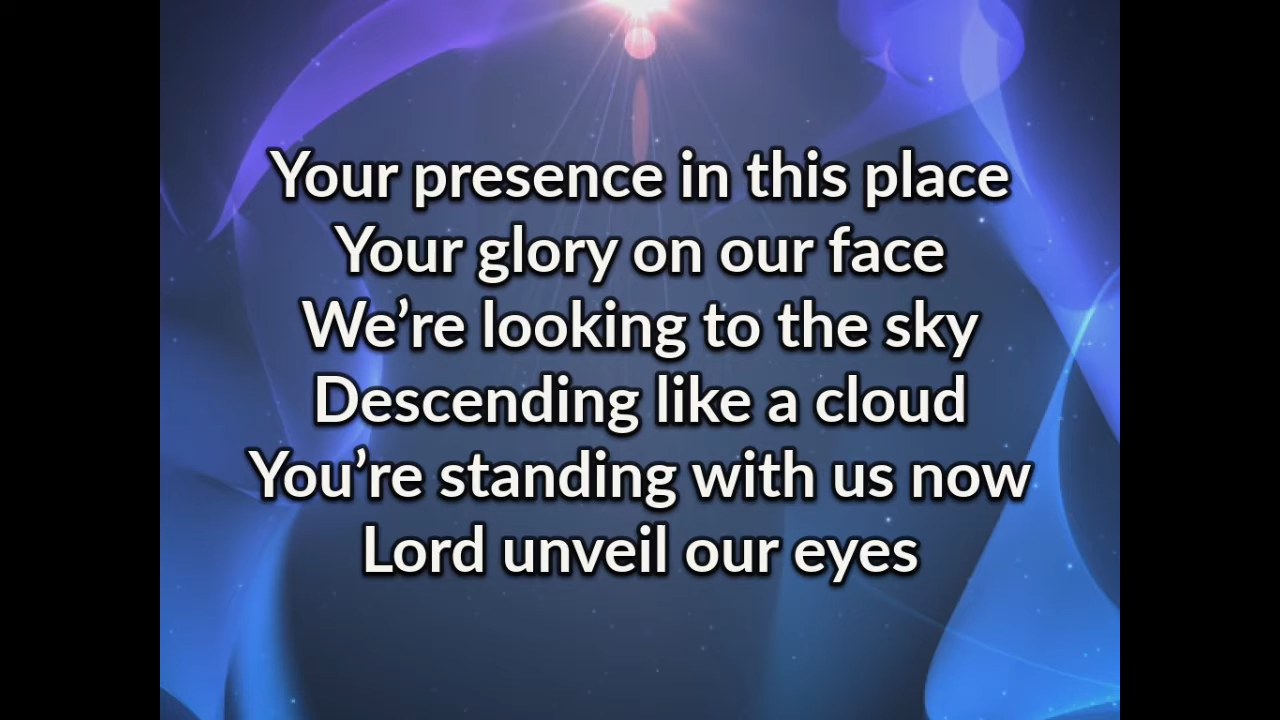 Your presence in this place
Your glory on our face
We’re looking to the sky
Descending like a cloud
You’re standing with us now
Lord unveil our eyes